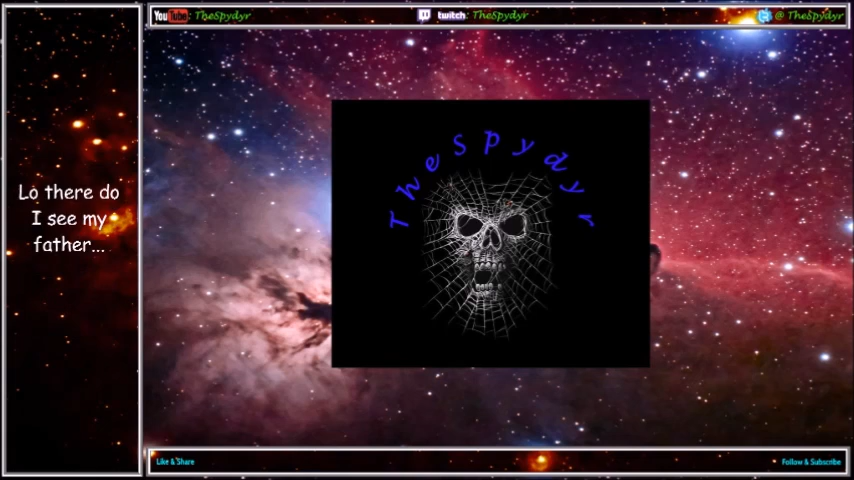 YouTube: TheSpydyr
twitch: TheSpydyr
@ TheSpydyr
Lo there do
I see my
father...
TheSpydyr
Like & Share
Follow & Subscribe